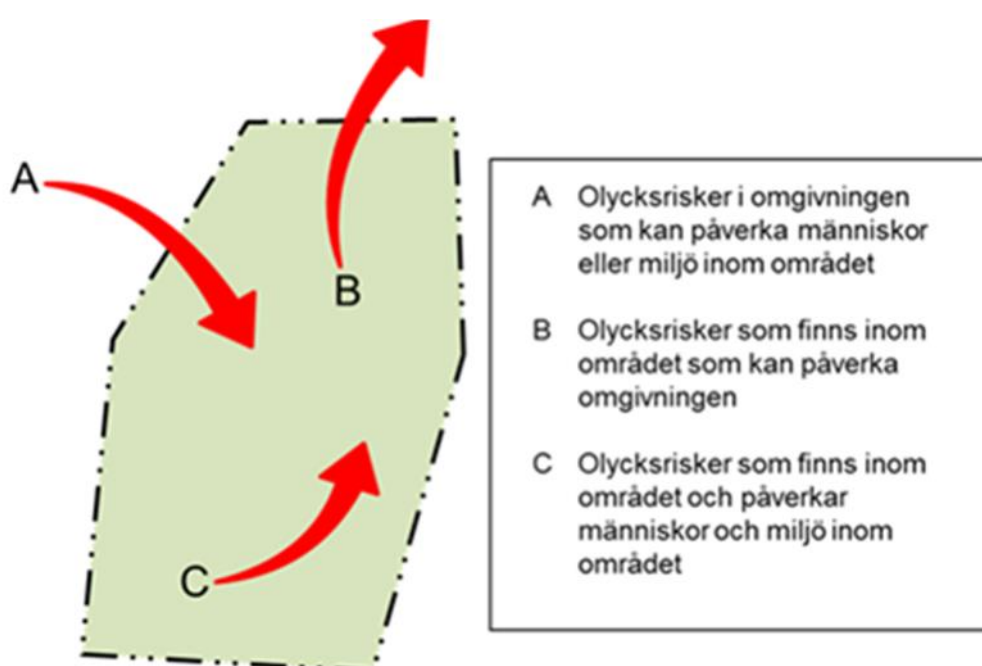 A
B
C
A Olycksrisker i omgivningen
som kan påverka människor
eller miljö inom området
B Olycksrisker som finns inom
området som kan påverka
omgivningen
C Olycksrisker som finns inom
området och påverkar
människor och miljö inom
området